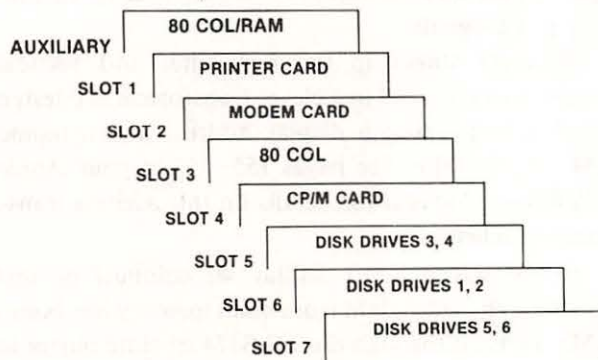 80 COL/RAM
AUXILIARY
PRINTER CARD
SLOT 1
MODEM CARD
SLOT 2
80 COL
SLOT 3
CP/M CARD
SLOT 4
DISK DRIVES 3, 4
SLOT 5
DISK DRIVES 1, 2
SLOT 6
DISK DRIVES 5, 6
SLOT 7